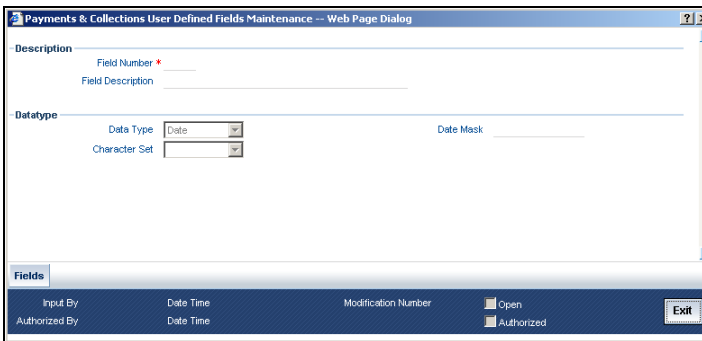 Payments & Collections User Defined Fields Maintenance -- Web Page Dialog
Description
Field Number *
Field Description
Datatype
Data Type Date Date Mask
Character Set
Fields
Input By Date Time Modification Number Open
Authorized By Date Time Authorized
Exit